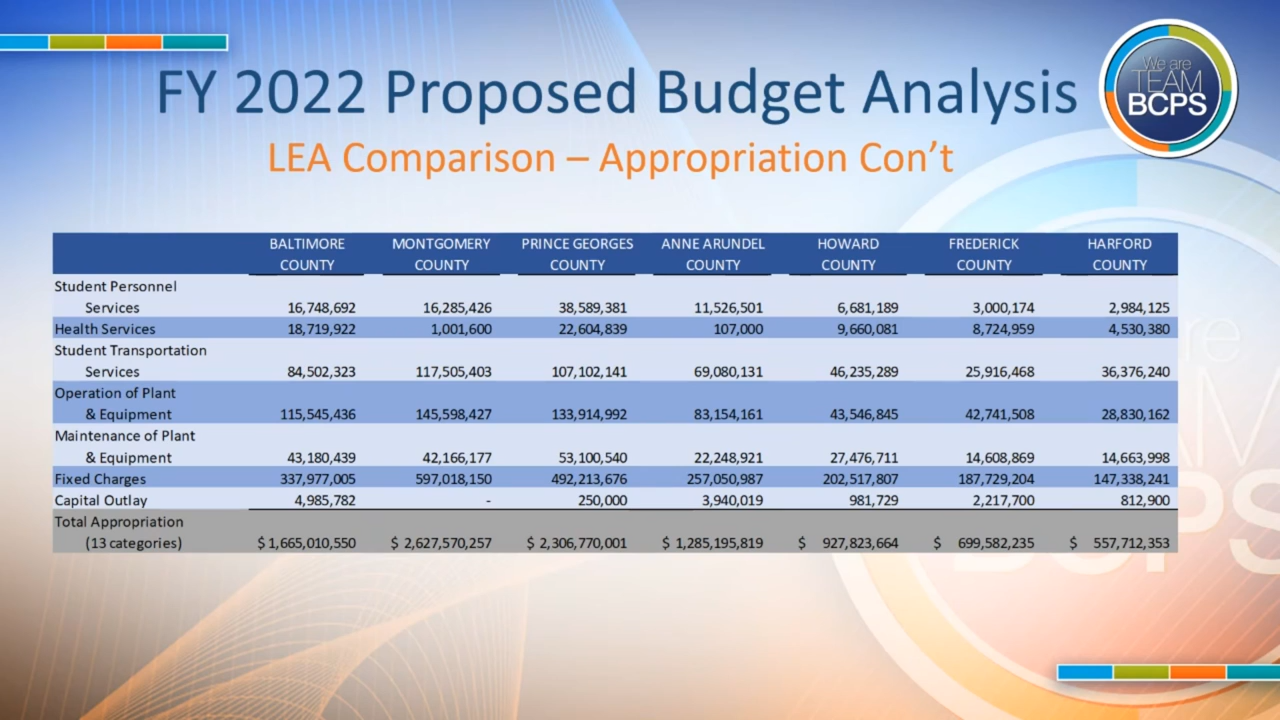 We are
TEAM
BCPS
FY 2022 Proposed Budget Analysis
LEA Comparison – Appropriation Con’t
BALTIMORE COUNTY MONTGOMERY COUNTY PRINCE GEORGES COUNTY ANNE ARUNDEL COUNTY HOWARD COUNTY FREDERICK COUNTY HARFORD COUNTY
Student Personnel
Services 16,748,692 16,285,426 38,589,381 11,526,501 6,681,189 3,000,174 2,984,125
Health Services 18,719,922 1,001,600 22,604,839 107,000 9,660,081 8,724,959 4,530,380
Student Transportation
Services 84,502,323 117,505,403 107,102,141 69,080,131 46,235,289 25,916,468 36,376,240
Operation of Plant
& Equipment 115,545,436 145,598,427 133,914,992 83,154,161 43,546,845 42,741,508 28,830,162
Maintenance of Plant
& Equipment 43,180,439 42,166,177 53,100,540 22,248,921 27,476,711 14,608,869 14,663,998
Fixed Charges 337,977,005 597,018,150 492,213,676 257,050,987 202,517,807 187,729,204 147,338,241
Capital Outlay 4,985,782 - 250,000 3,940,019 981,729 2,217,700 812,900
Total Appropriation
(13 categories) $ 1,665,010,550 $ 2,627,570,257 $ 2,306,770,001 $ 1,285,195,819 $ 927,823,664 $ 699,582,235 $ 557,712,353